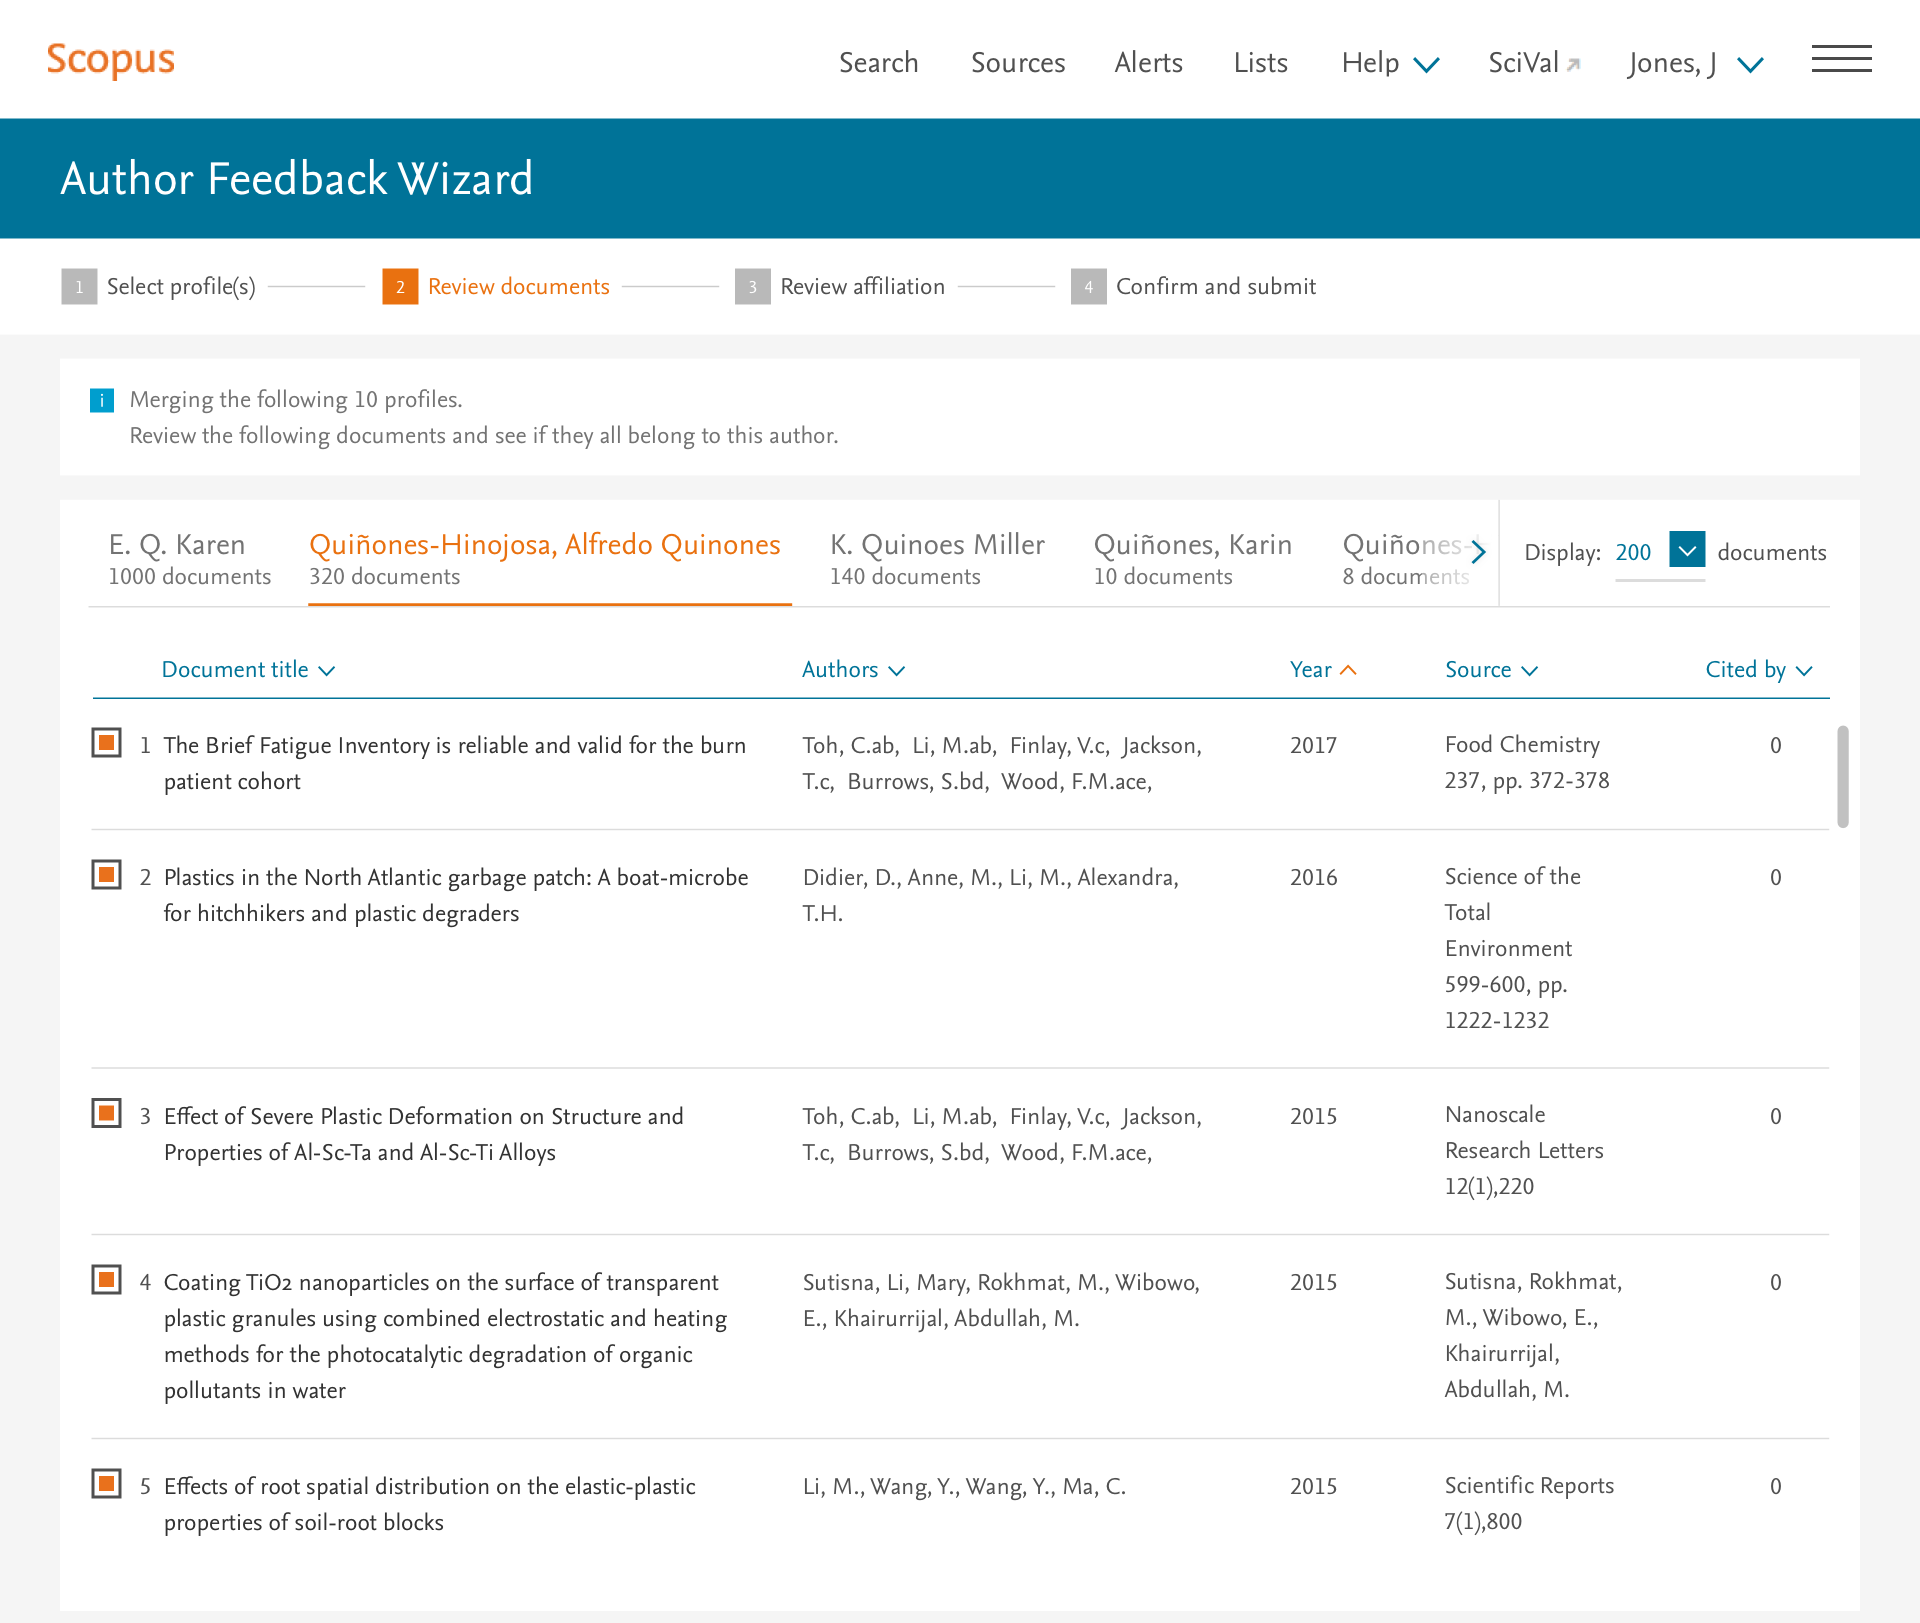 Scopus
Search Sources Alerts Lists Help SciVal Jones, J
Author Feedback Wizard
1 Select profile(s) 2 Review documents 3 Review affiliation 4 Confirm and submit
i Merging the following 10 profiles.
Review the following documents and see if they all belong to this author.
E. Q. Karen Quiñones-Hinojosa, Alfredo Quinones K. Quinoes Miller Quiñones, Karin Quiñones-
1000 documents 320 documents 140 documents 10 documents 8 documents
Display: 200 documents
Document title Authors Year Source Cited by
1 The Brief Fatigue Inventory is reliable and valid for the burn Toh, C.ab, Li, M.ab, Finlay, V.c, Jackson, 2017 Food Chemistry 0
patient cohort T.c, Burrows, S.bd, Wood, F.M.ace, 237, pp. 372-378
2 Plastics in the North Atlantic garbage patch: A boat-microbe Didier, D., Anne, M., Li, M., Alexandra, 2016 Science of the 0
for hitchhikers and plastic degraders T.H. Total
Environment
599-600, pp.
1222-1232
3 Effect of Severe Plastic Deformation on Structure and Toh, C.ab, Li, M.ab, Finlay, V.c, Jackson, 2015 Nanoscale 0
Properties of Al-Sc-Ta and Al-Sc-Ti Alloys T.c, Burrows, S.bd, Wood, F.M.ace, Research Letters
12(1),220
4 Coating TiO2 nanoparticles on the surface of transparent Sutisna, Li, Mary, Rokhmat, M., Wibowo, 2015 Sutisna, Rokhmat, 0
plastic granules using combined electrostatic and heating E., Khairurrijal, Abdullah, M. M., Wibowo, E.,
methods for the photocatalytic degradation of organic Khairurrijal,
pollutants in water Abdullah, M.
5 Effects of root spatial distribution on the elastic-plastic Li, M., Wang, Y., Wang, Y., Ma, C. 2015 Scientific Reports 0
properties of soil-root blocks 7(1),800